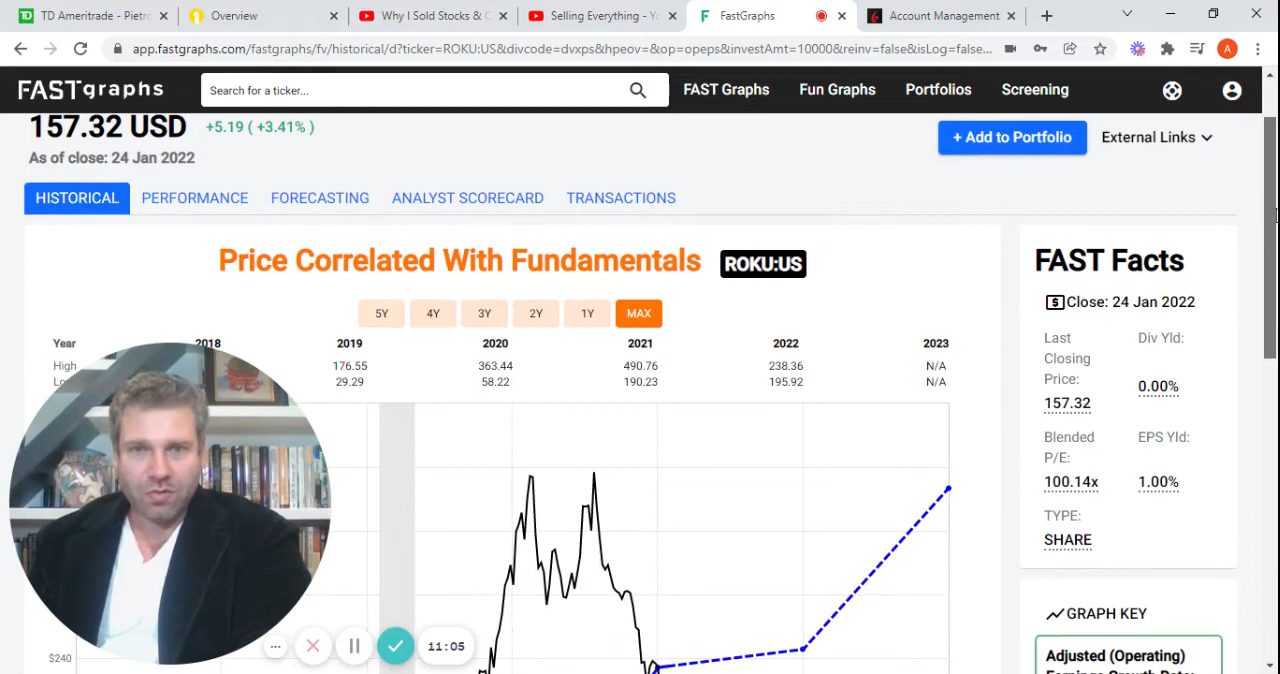 TD Ameritrade - Pietro
Overview
Why I Sold Stocks & C
Selling Everything - Yo
FastGraphs
Account Management
app.fastgraphs.com/fastgraphs/fv/historical/d?ticker=ROKU:US&divcode=dvxps&hpeov=&op=opeps&investAmt=10000&reinv=false&isLog=false...
A
FAST graphs
Search for a ticker...
FAST Graphs
Fun Graphs
Portfolios
Screening
157.32 USD +5.19 ( +3.41% )
As of close: 24 Jan 2022
+ Add to Portfolio
External Links
HISTORICAL
PERFORMANCE
FORECASTING
ANALYST SCORECARD
TRANSACTIONS
Price Correlated With Fundamentals ROKU:US
5Y 4Y 3Y 2Y 1Y MAX
Year 2018 2019 2020 2021 2022 2023
High 176.55 363.44 490.76 238.36 N/A
29.29 58.22 190.23 195.92 N/A
$240
11:05
FAST Facts
Close: 24 Jan 2022
Last
Closing
Price:
157.32
Div Yld:
0.00%
Blended
P/E:
100.14x
EPS Yld:
1.00%
TYPE:
SHARE
GRAPH KEY
Adjusted (Operating)